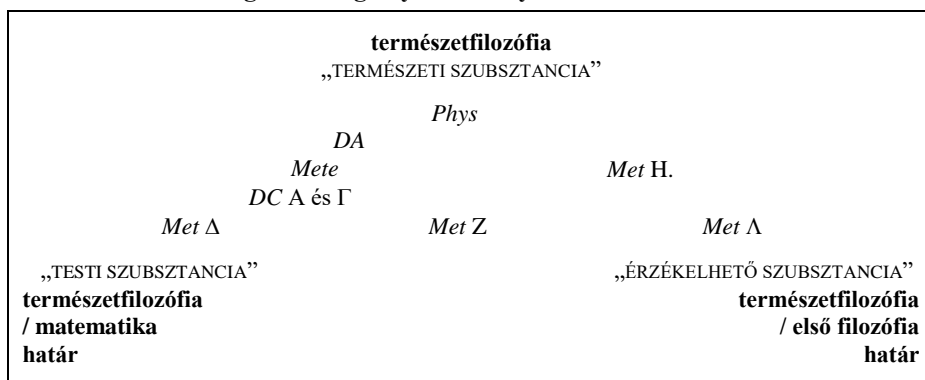 természetfilozófia
„TERMÉSZETI SZUBSZTANCIA”
Phys
DA
Mete Met H.
DC A és Γ
Met Δ Met Z Met Λ
„TESTI SZUBSZTANCIA” „ÉRZÉKELHETŐ SZUBSZTANCIA”
természetfilozófia természetfilozófia
/ matematika / első filozófia
határ határ